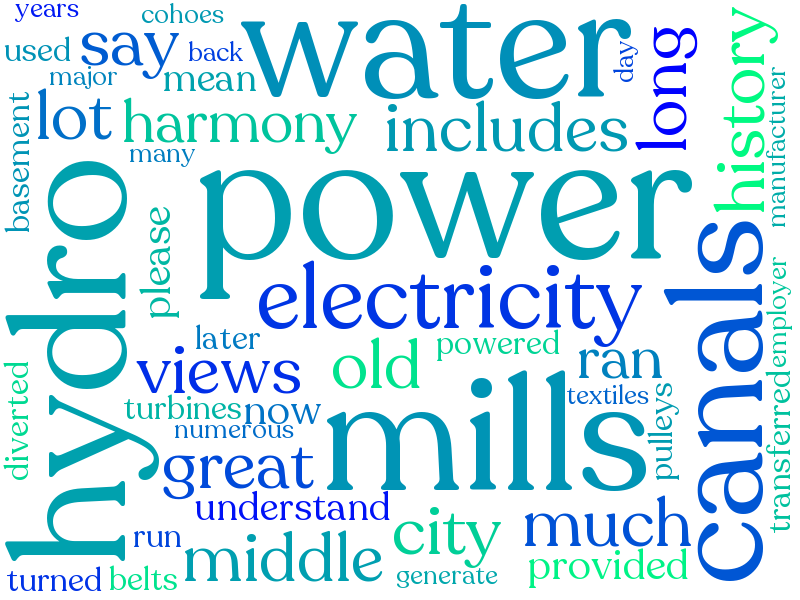 years
cohoes
water
used
say
back
day
long
history
major
mean
manufacturer
lot
harmony
includes
basement
many
power
hydro
please
canals
electricity
employer
later
powered
views
old
ran
diverted
textiles
transferred
turbines
now
mills
pulleys
numerous
great
understand
city
much
run
middle
provided
generate
turned
belts